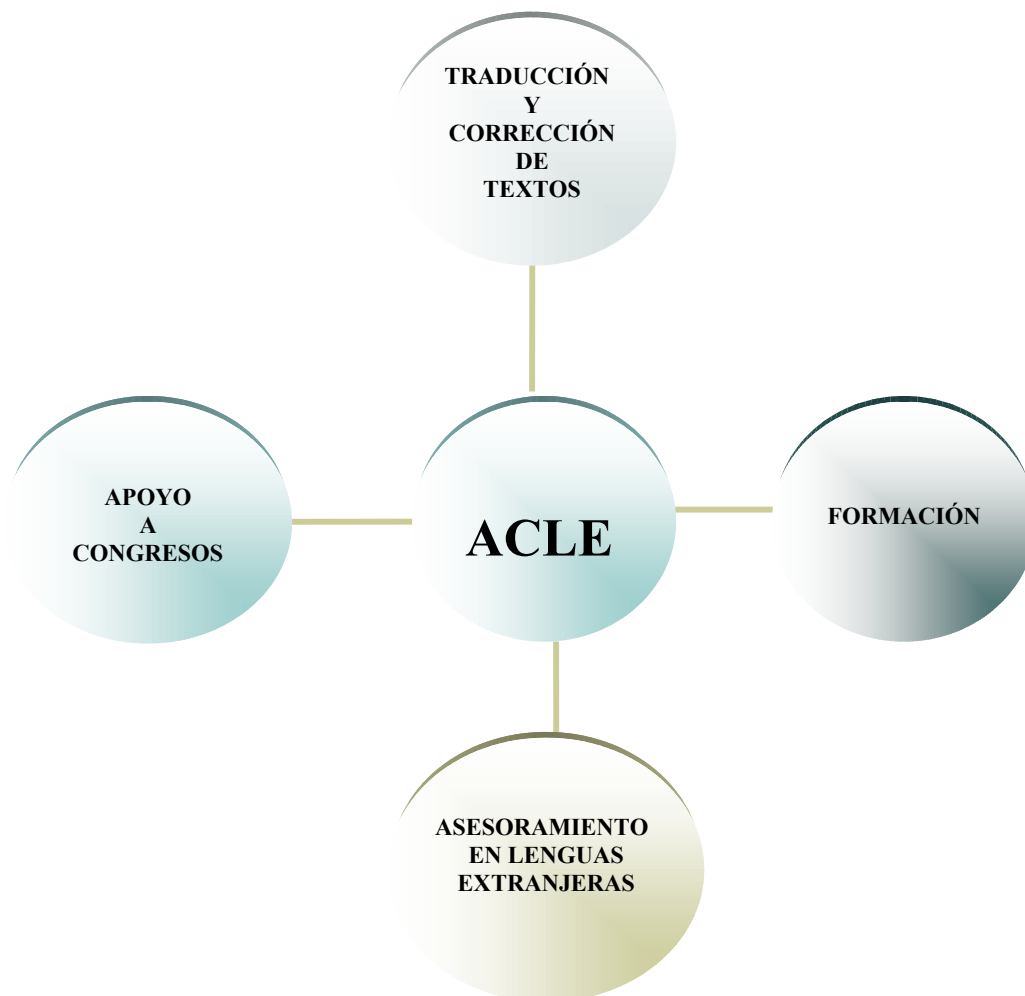 TRADUCCIÓN
Y
CORRECCIÓN
DE
TEXTOS
APOYO
A
CONGRESOS
ACLE
FORMACIÓN
ASESORAMIENTO
EN LENGUAS
EXTRANJERAS